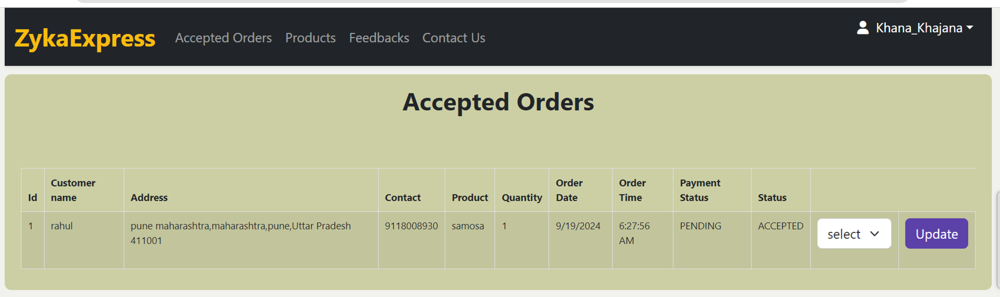 ZykaExpress Accepted Orders Products Feedbacks Contact Us Khana_Khajana
Accepted Orders
Id Customer name Address Contact Product Quantity Order Date Order Time Payment Status Status
1 rahul pune maharashtra,maharashtra,pune,Uttar Pradesh 411001 9118008930 samosa 1 9/19/2024 6:27:56 AM PENDING ACCEPTED select Update